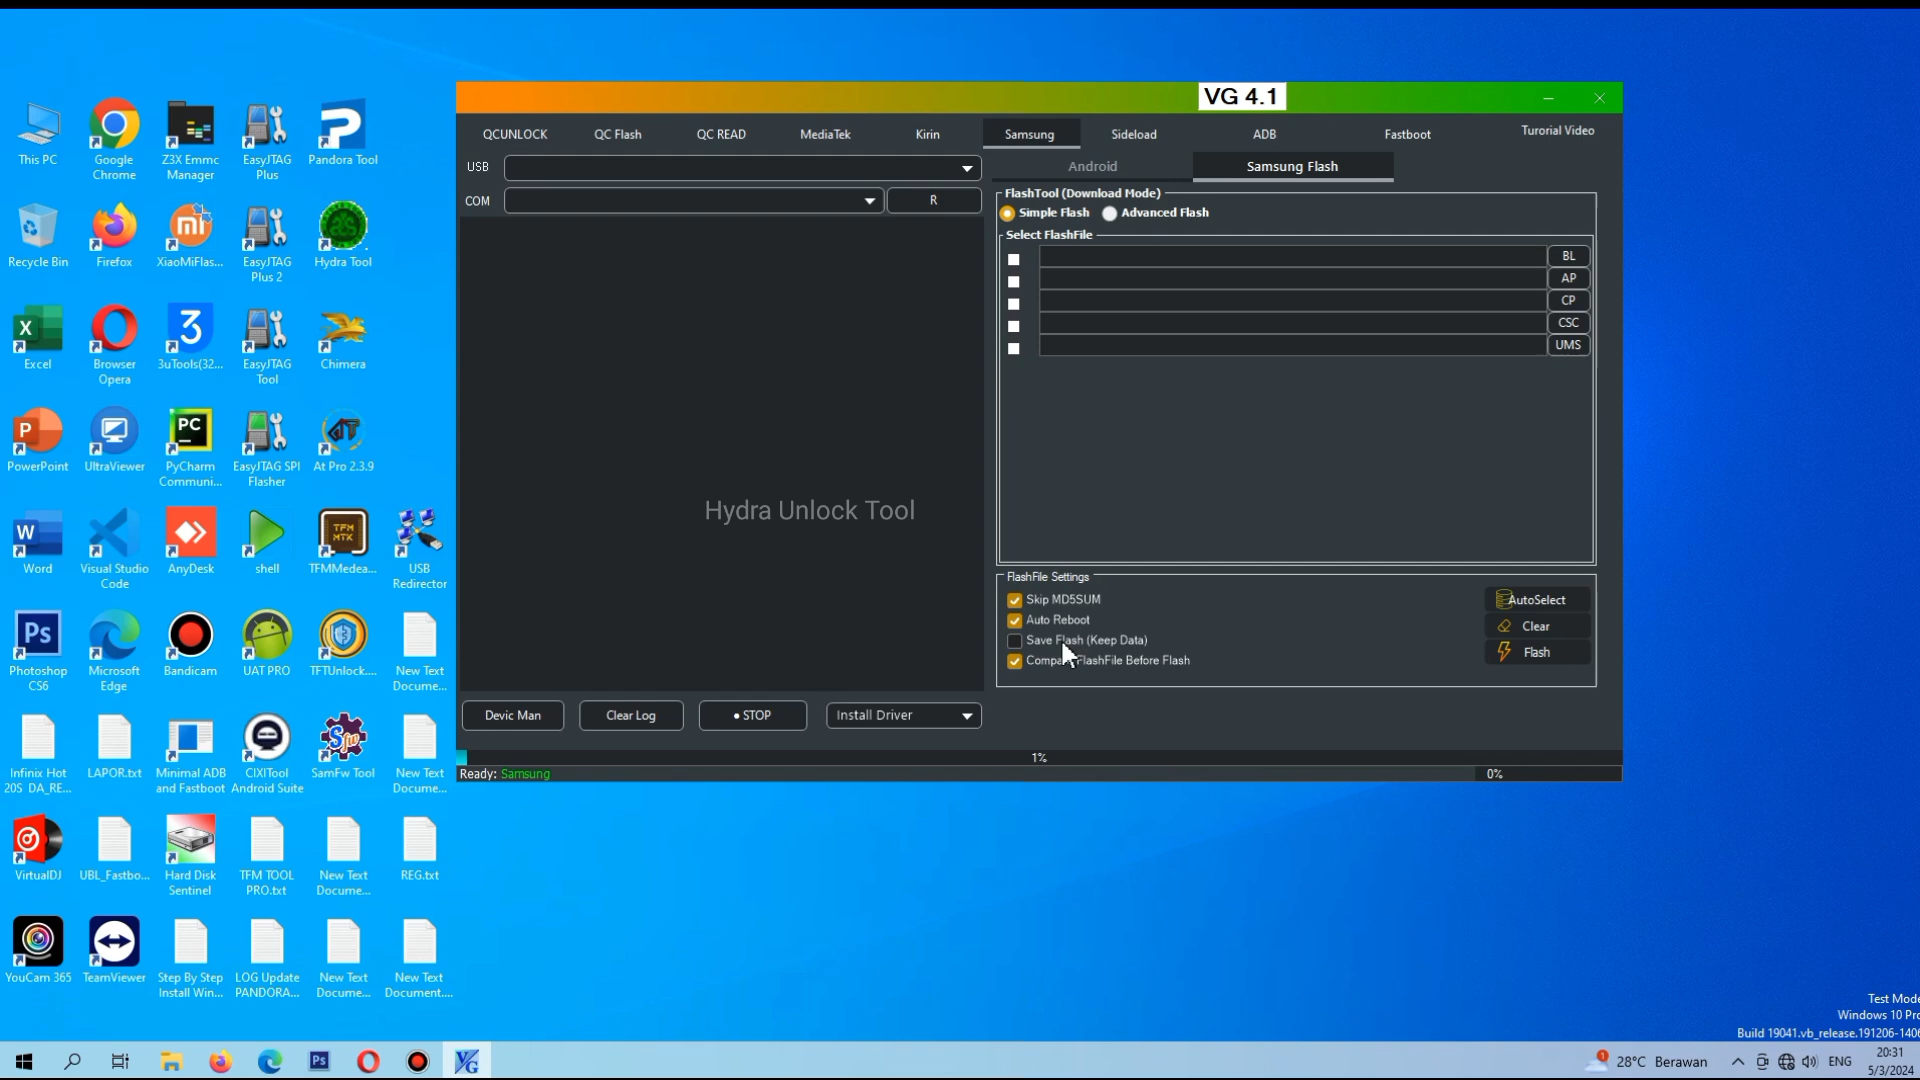 VG 4.1
QCUNLOCK
QC Flash
QC READ
MediaTek
Kirin
Samsung
Sideload
ADB
Fastboot
Turorial Video
USB
COM
R
Android
Samsung Flash
FlashTool (Download Mode)
Simple Flash
Advanced Flash
Select FlashFile
BL
AP
CP
CSC
UMS
Hydra Unlock Tool
FlashFile Settings
Skip MD5SUM
Auto Reboot
Save Flash (Keep Data)
FlashFile Before Flash
AutoSelect
Clear
Flash
Devic Man
Clear Log
STOP
Install Driver
1%
Ready: Samsung
0%
This PC
Google
Chrome
Z3X Emmc
Manager
EasyJTAG
Plus
Pandora Tool
Recycle Bin
Firefox
XiaoMiFlas...
EasyJTAG
Plus 2
Hydra Tool
Excel
Browser
Opera
3uTools(32...
EasyJTAG
Tool
Chimera
PowerPoint
UltraViewer
PyCharm
Communi...
EasyJTAG SPI
Flasher
At Pro 2.3.9
Word
Visual Studio
Code
AnyDesk
shell
TFMMedea...
USB
Redirector
Photoshop
CS6
Microsoft
Edge
Bandicam
UAT PRO
TFTUnlock....
New Text
Docume...
Infinix Hot
20S DA_RE...
LAPOR.txt
Minimal ADB
and Fastboot
CIXITool
Android Suite
SamFw Tool
New Text
Docume...
VirtualDJ
UBL_Fastbo...
Hard Disk
Sentinel
TFM TOOL
PRO.txt
New Text
Docume...
REG.txt
YouCam 365
TeamViewer
Step By Step
Install Win...
LOG Update
PANDORA...
New Text
Docume...
New Text
Document....
Test Mode
Windows 10 Pro
Build 19041.vb_release.191206-1406
28°C Berawan
ENG
20:31
5/3/2024